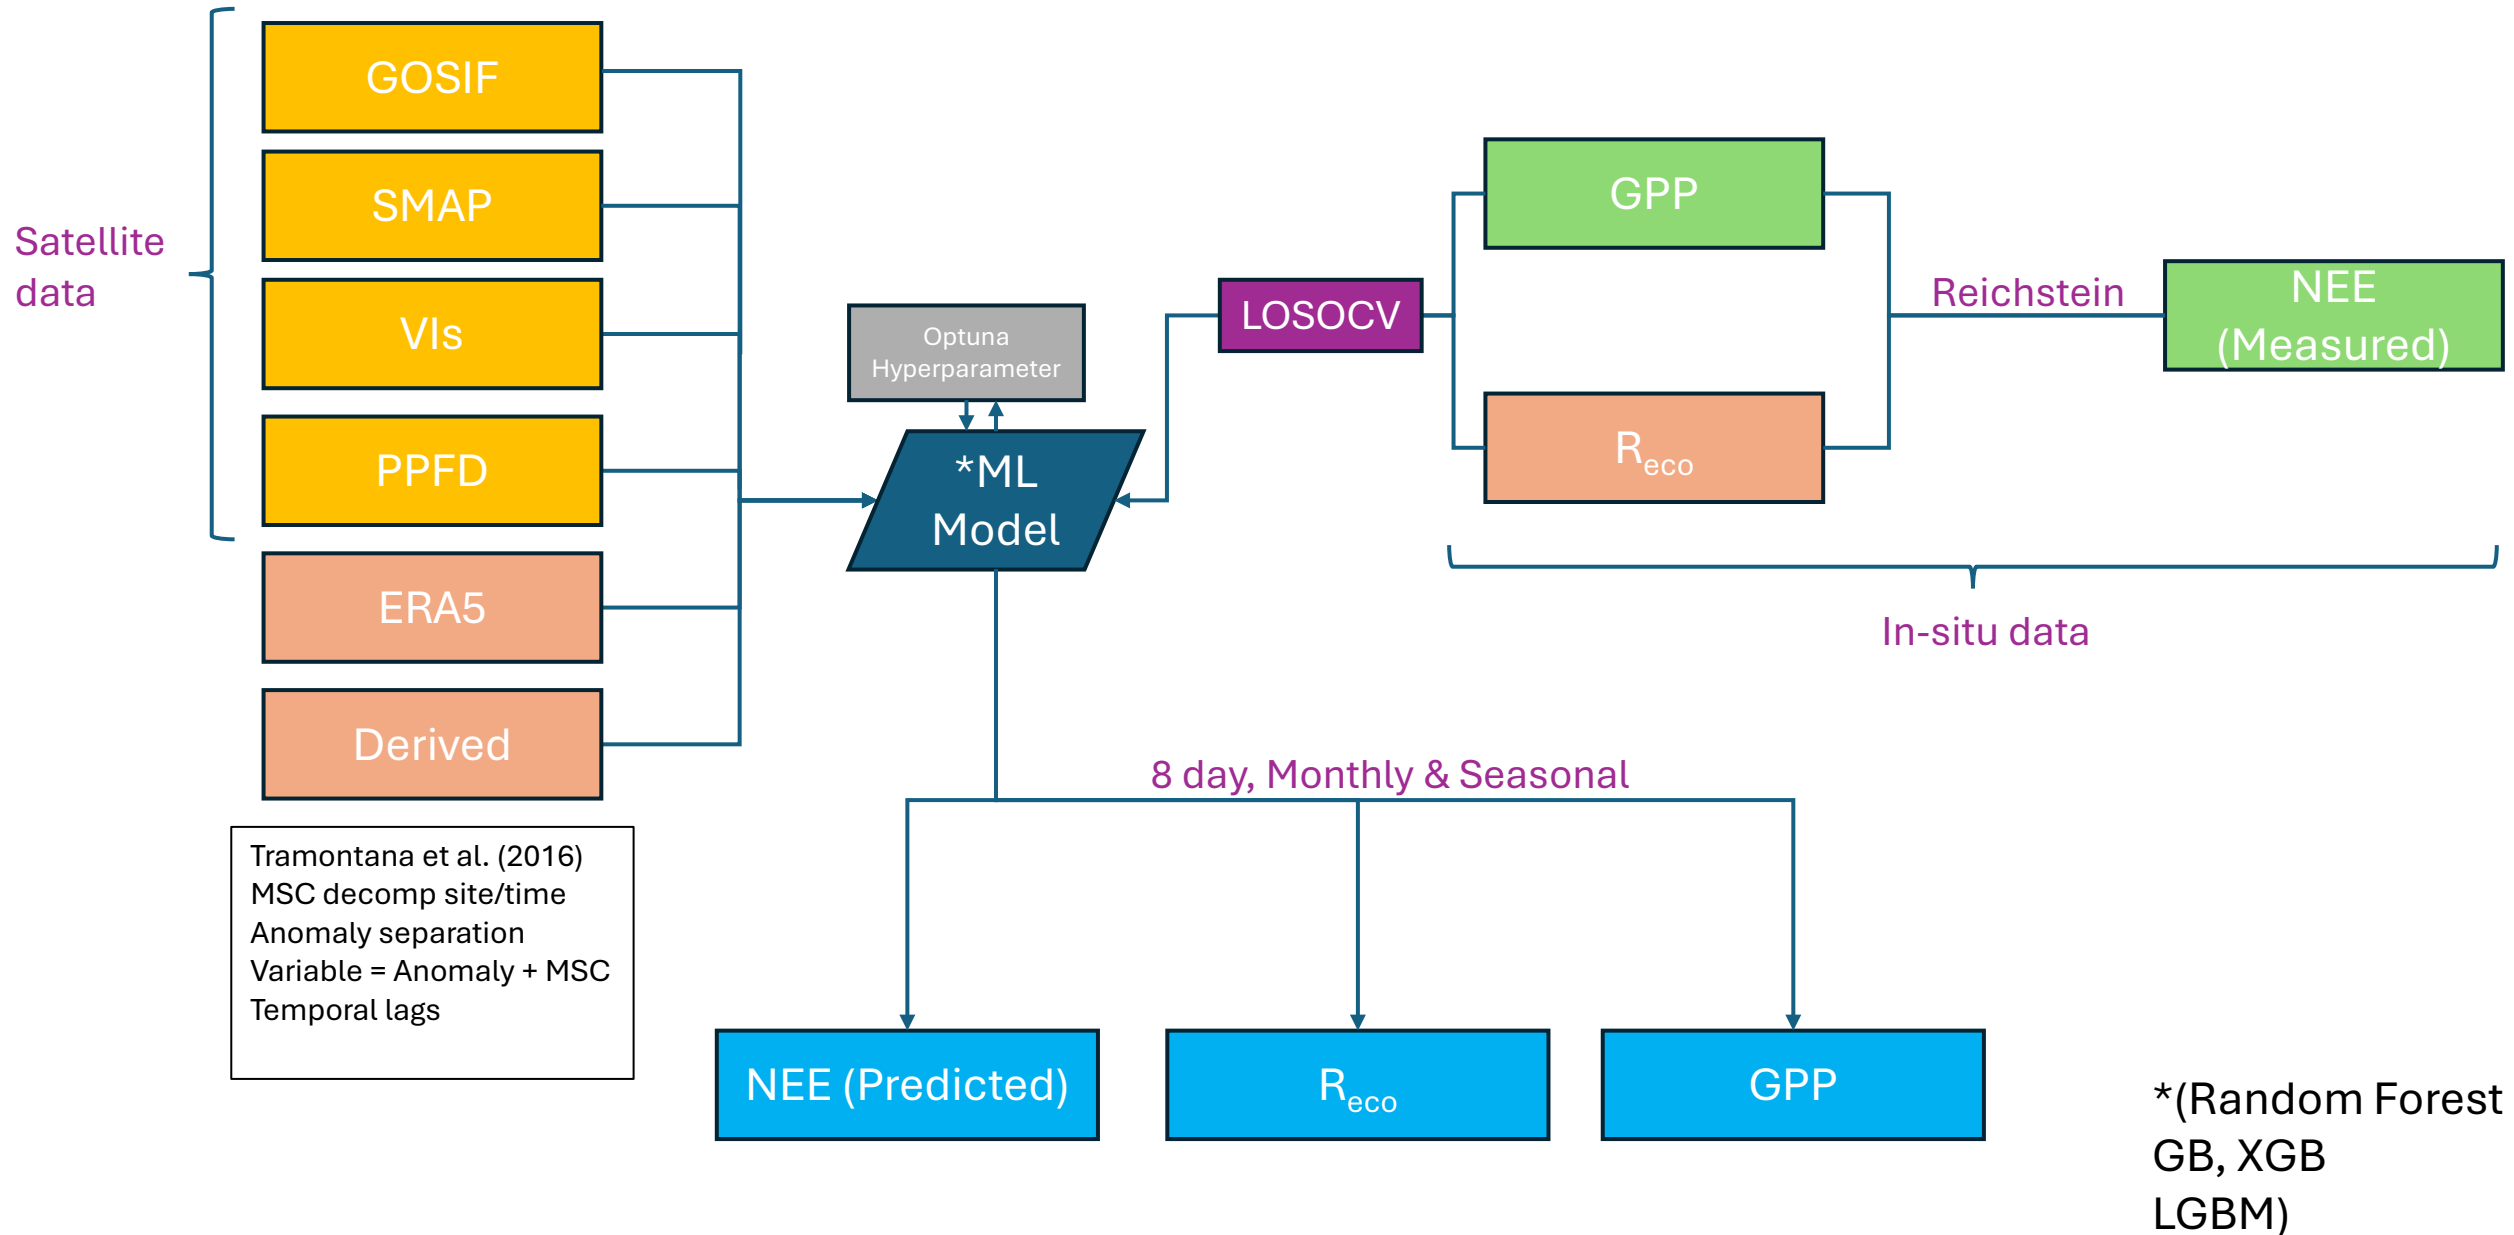 GOSIF
SMAP
Satellite
data
VIs
PPFD
ERA5
Derived
Tramontana et al. (2016)
MSC decomp site/time
Anomaly separation
Variable = Anomaly + MSC
Temporal lags
Optuna
Hyperparameter
*ML
Model
LOSOCV
GPP
R_eco
Reichstein
NEE
(Measured)
In-situ data
8 day, Monthly & Seasonal
NEE (Predicted)
R_eco
GPP
*(Random Forest
GB, XGB
LGBM)